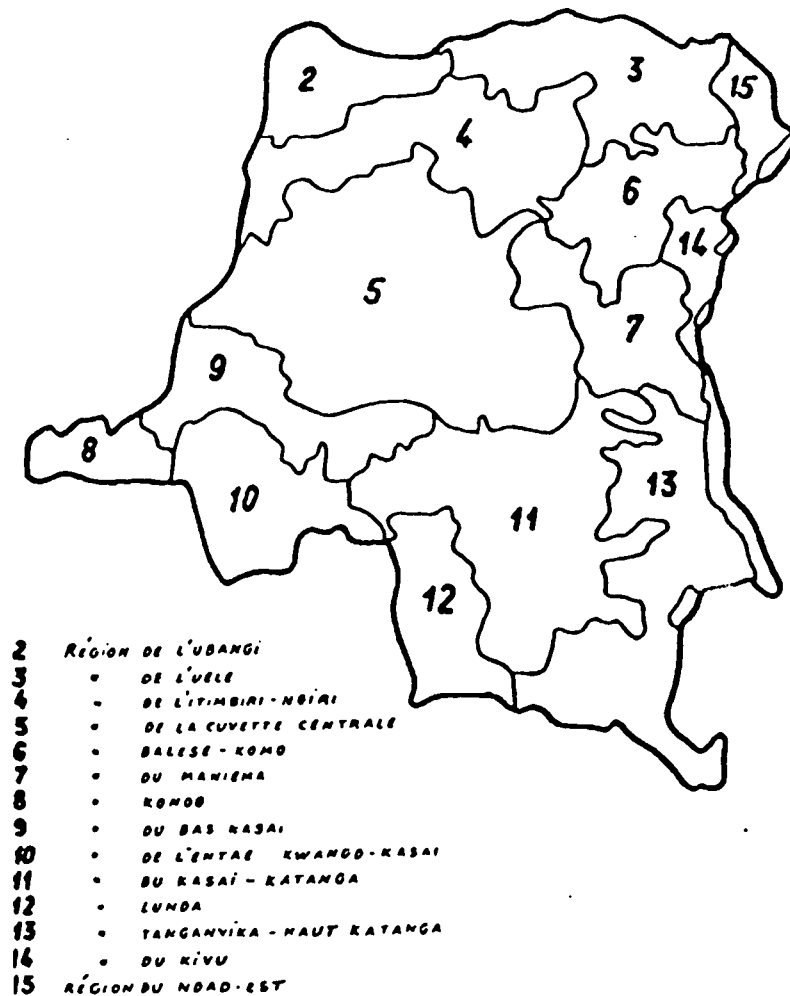 2
3
15
4
6
14
5
7
9
8
10
11
13
12
2 RÉGION DE L'UBANGI
3 " DE L'UELE
4 " DE L'ITIMBIRI-NGIRI
5 " DE LA CUVETTE CENTRALE
6 " BALESE-KOMO
7 " DU MANIEMA
8 " KONGO
9 " DU BAS KASAI
10 " DE L'ENTRE KWANGO-KASAI
11 " DU KASAÏ-KATANGA
12 " LUNDA
13 " TANGANYIKA-HAUT KATANGA
14 " DU KIVU
15 RÉGION DU NORD-EST